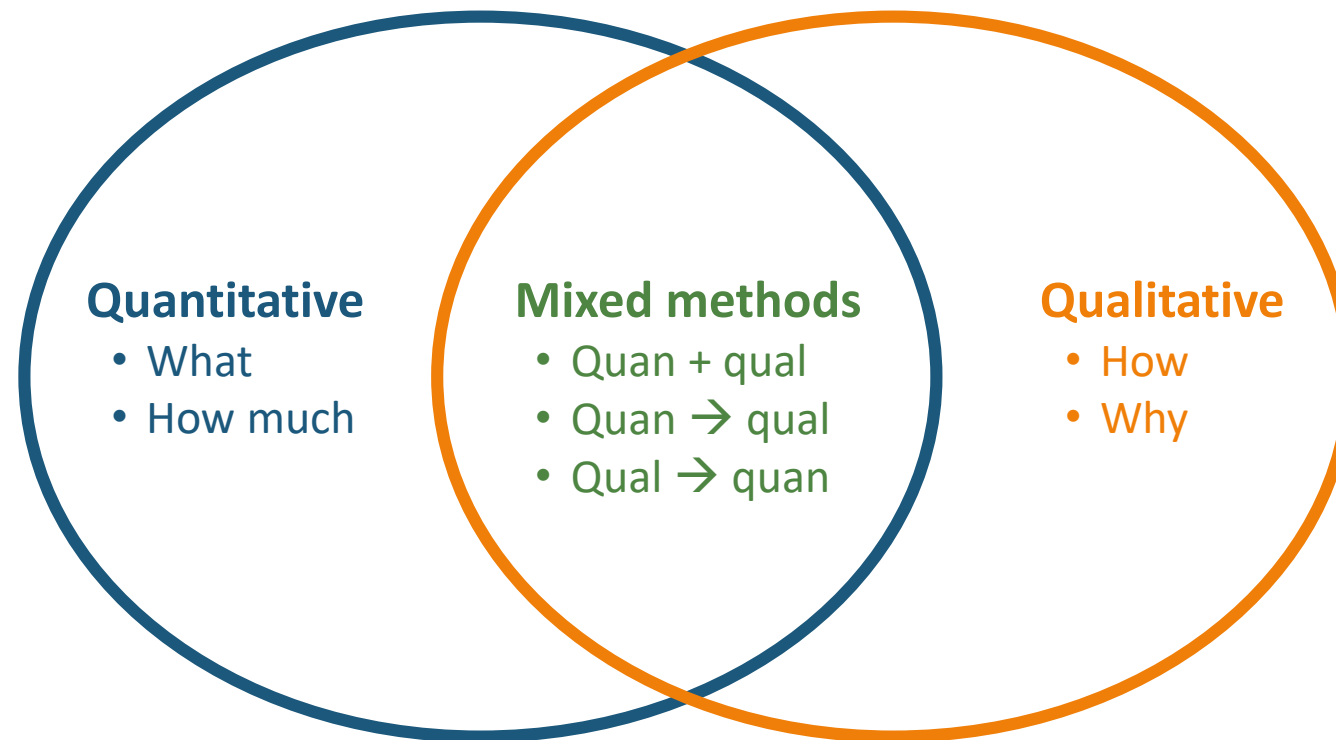 Quantitative
• What
• How much
Mixed methods
• Quan + qual
• Quan → qual
• Qual → quan
Qualitative
• How
• Why